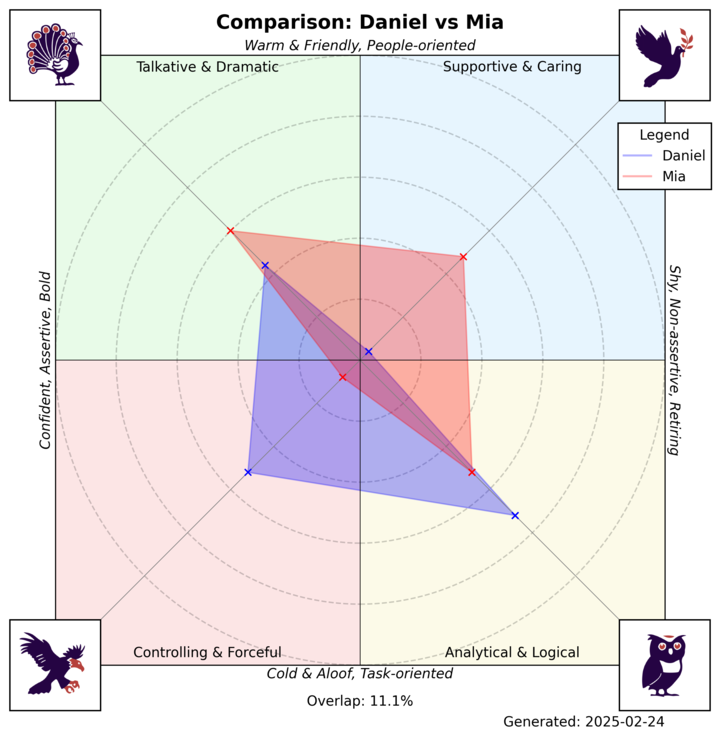 Comparison: Daniel vs Mia
Warm & Friendly, People-oriented
Talkative & Dramatic
Supportive & Caring
Legend
Daniel
Mia
Confident, Assertive, Bold
Shy, Non-assertive, Retiring
Controlling & Forceful
Analytical & Logical
Cold & Aloof, Task-oriented
Overlap: 11.1%
Generated: 2025-02-24